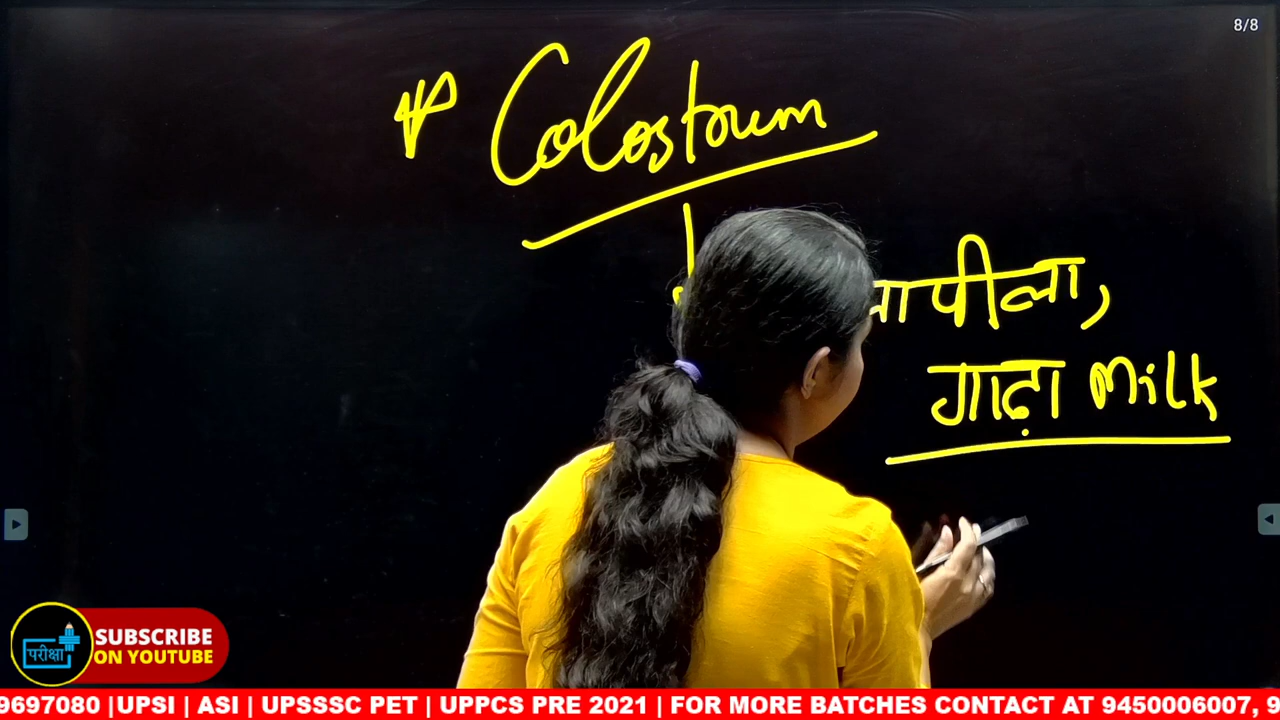 8/8
Colostrum
पीला,
गाढ़ा Milk
परीक्षा
SUBSCRIBE
ON YOUTUBE
9697080 |UPSI | ASI | UPSSSC PET | UPPCS PRE 2021 | FOR MORE BATCHES CONTACT AT 9450006007, 9